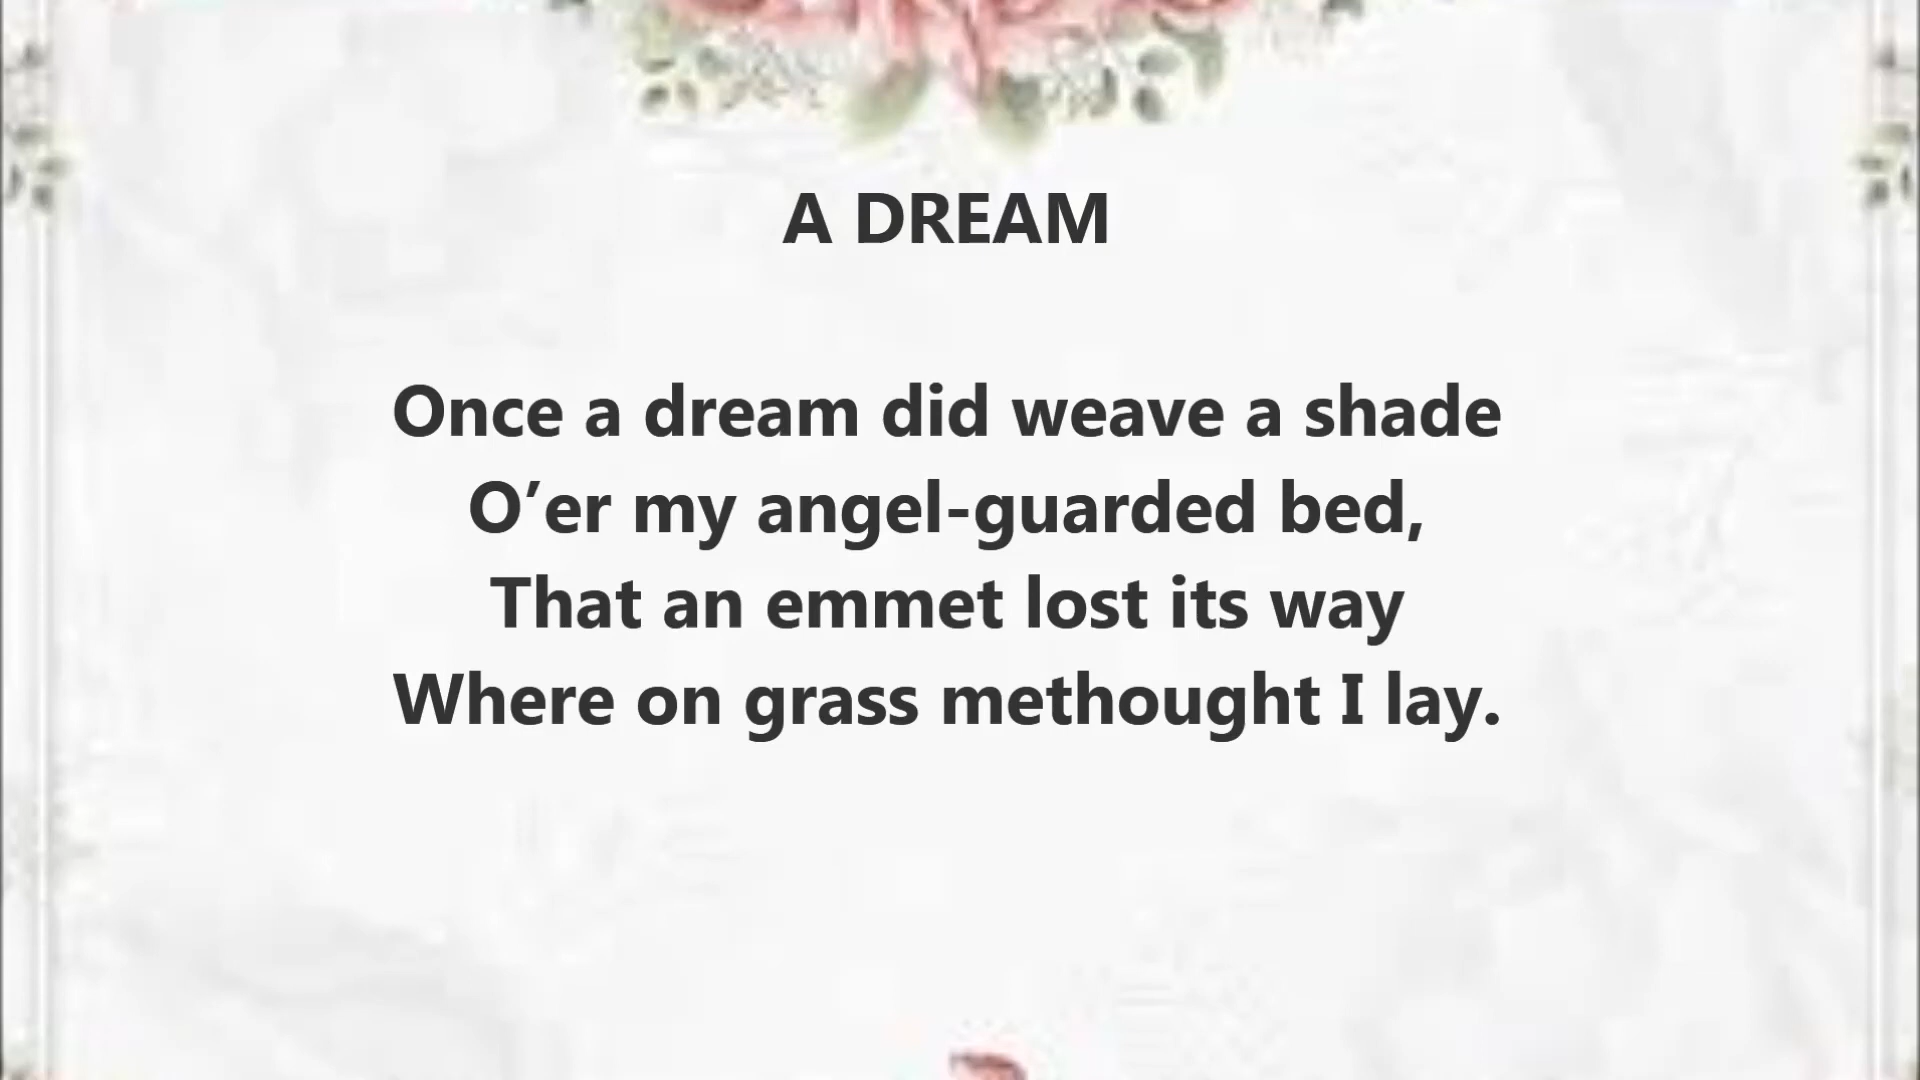 A DREAM
Once a dream did weave a shade
O’er my angel-guarded bed,
That an emmet lost its way
Where on grass methought I lay.